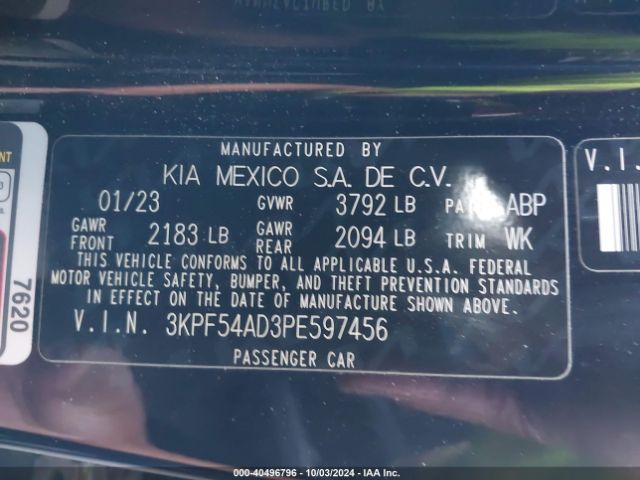 MANUFACTURED BY
KIA MEXICO S.A. DE C.V.
01/23 GVWR 3792 LB ABP
GAWR FRONT 2183 LB GAWR REAR 2094 LB TRIM WK
THIS VEHICLE CONFORMS TO ALL APPLICABLE U.S.A. FEDERAL
MOTOR VEHICLE SAFETY, BUMPER, AND THEFT PREVENTION STANDARDS
IN EFFECT ON THE DATE OF MANUFACTURE SHOWN ABOVE.
V.I.N. 3KPF54AD3PE597456
PASSENGER CAR
7620
V.I.
000-40496796 - 10/03/2024 - IAA Inc.